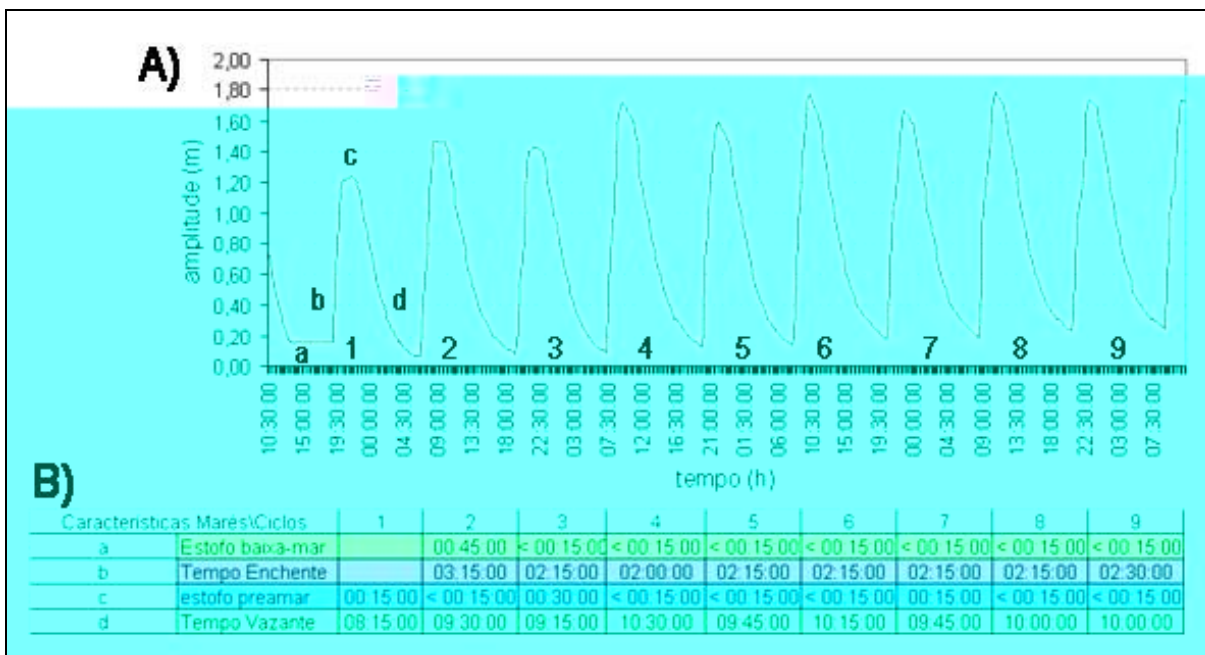 A)
2,00
1,80
1,60
1,40
1,20
1,00
0,80
0,60
0,40
0,20
0,00
amplitude (m)
a
b
c
d
1 2 3 4 5 6 7 8 9
10:30:00 15:00:00 19:30:00 00:00:00 04:30:00 09:00:00 13:30:00 18:00:00 22:30:00 03:00:00 07:30:00 12:00:00 16:30:00 21:00:00 01:30:00 06:00:00 10:30:00 15:00:00 19:30:00 00:00:00 04:30:00 09:00:00 13:30:00 18:00:00 22:30:00 03:00:00 07:30:00
tempo (h)
B)
Caracteristicas Marés\Ciclos 1 2 3 4 5 6 7 8 9
a Estofo baixa-mar 00:45:00 < 00:15:00 < 00:15:00 < 00:15:00 < 00:15:00 < 00:15:00 < 00:15:00 < 00:15:00
b Tempo Enchente 03:15:00 02:15:00 02:00:00 02:15:00 02:15:00 02:15:00 02:15:00 02:30:00
c estofo preamar 00:15:00 < 00:15:00 00:30:00 < 00:15:00 < 00:15:00 < 00:15:00 00:15:00 < 00:15:00 < 00:15:00
d Tempo Vazante 08:15:00 09:30:00 09:15:00 10:30:00 09:45:00 10:15:00 09:45:00 10:00:00 10:00:00